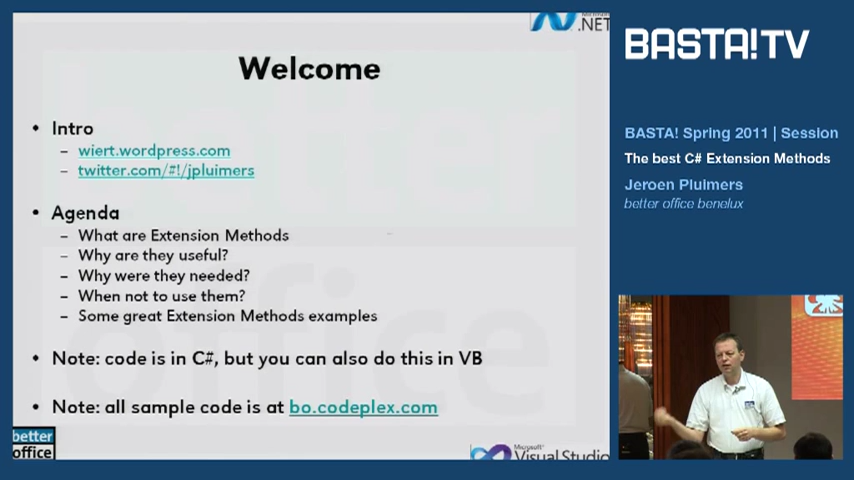 .NET
Welcome
• Intro
– wiert.wordpress.com
– twitter.com/#!/jpluimers
• Agenda
– What are Extension Methods
– Why are they useful?
– Why were they needed?
– When not to use them?
– Some great Extension Methods examples
• Note: code is in C#, but you can also do this in VB
• Note: all sample code is at bo.codeplex.com
better
office
Microsoft
Visual Studio
BASTA!TV
BASTA! Spring 2011 | Session
The best C# Extension Methods
Jeroen Pluimers
better office benelux